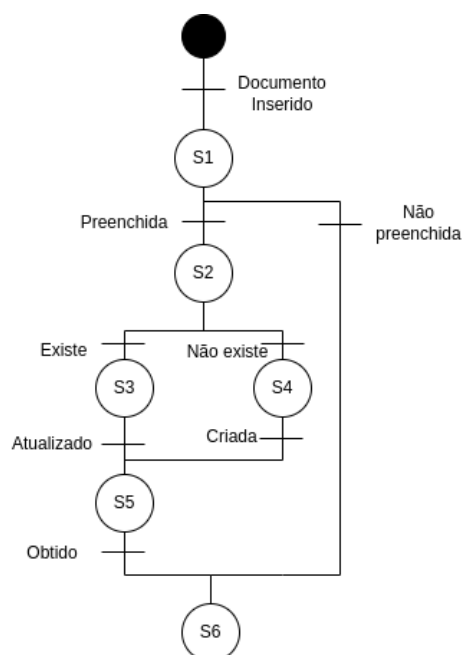 Documento
Inserido
S1
Preenchida
Não
preenchida
S2
Existe
Não existe
S3
S4
Atualizado
Criada
S5
Obtido
S6